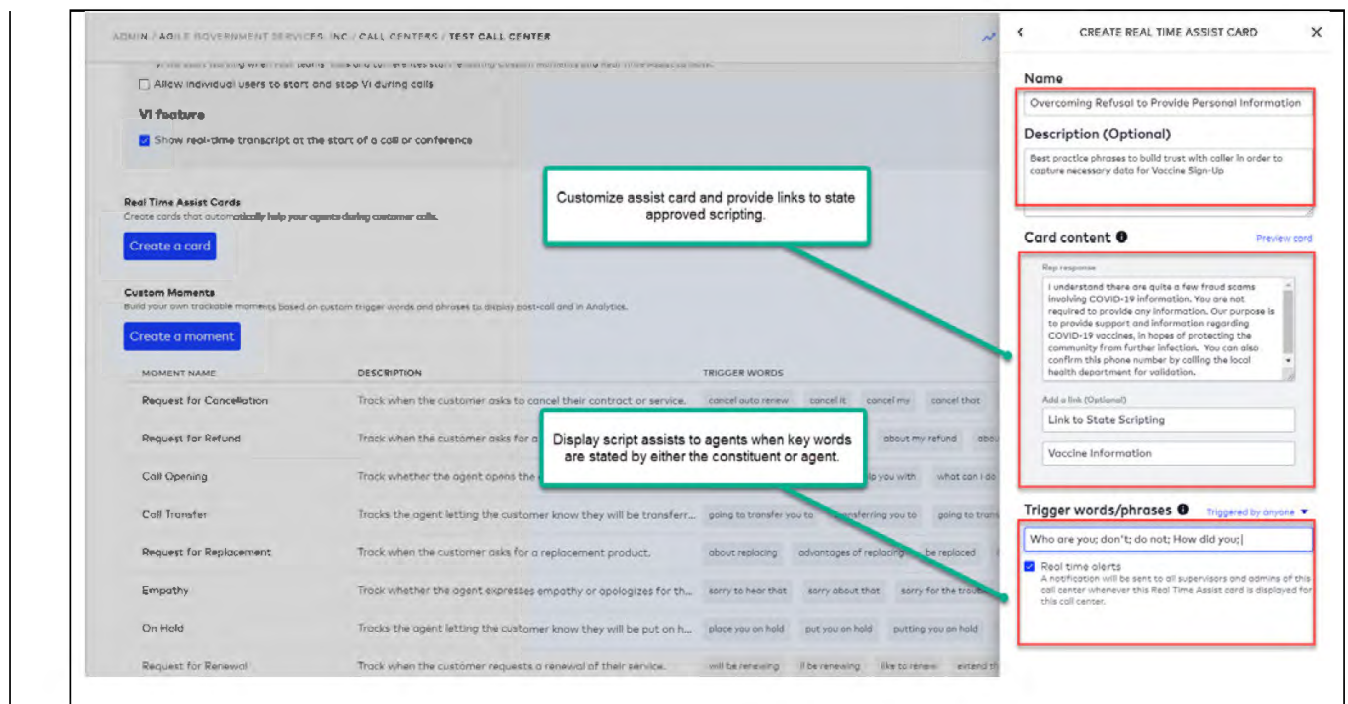 ADMIN / AGILE GOVERNMENT SERVICES, INC / CALL CENTERS / TEST CALL CENTER
Allow individual users to start and stop Vi during calls
Vi feature
Show real-time transcript at the start of a call or conference
Real Time Assist Cards
Create cards that automatically help your agents during customer calls.
Create a card
Custom Moments
Build your own trackable moments based on custom trigger words and phrases to display post-call and in Analytics.
Create a moment
MOMENT NAME DESCRIPTION TRIGGER WORDS
Request for Cancellation Track when the customer asks to cancel their contract or service. cancel auto renew cancel it cancel my cancel that
Request for Refund Track when the customer asks for a about my refund
Call Opening Track whether the agent opens the you with what can i do
Call Transfer Tracks the agent letting the customer know they will be transferr... going to transfer you to transferring you to going to trans
Request for Replacement Track when the customer asks for a replacement product. about replacing advantages of replacing be replaced
Empathy Track whether the agent expresses empathy or apologizes for th... sorry to hear that sorry about that sorry for the
On Hold Tracks the agent letting the customer know they will be put on h... place you on hold put you on hold putting you on hold
Request for Renewal Track when the customer requests a renewal of their service. will be renewing ll be renewing like to renew extend th
Customize assist card and provide links to state
approved scripting.
Display script assists to agents when key words
are stated by either the constituent or agent.
CREATE REAL TIME ASSIST CARD
Name
Overcoming Refusal to Provide Personal Information
Description (Optional)
Best practice phrases to build trust with caller in order to
capture necessary data for Vaccine Sign-Up
Card content Preview card
Rep response
I understand there are quite a few fraud scams
involving COVID-19 information. You are not
required to provide any information. Our purpose is
to provide support and information regarding
COVID-19 vaccines, in hopes of protecting the
community from further infection. You can also
confirm this phone number by calling the local
health department for validation.
Add a link (Optional)
Link to State Scripting
Vaccine Information
Trigger words/phrases Triggered by anyone
Who are you; don't; do not; How did you;
Real time alerts
A notification will be sent to all supervisors and admins of this
call center whenever this Real Time Assist card is displayed for
this call center.